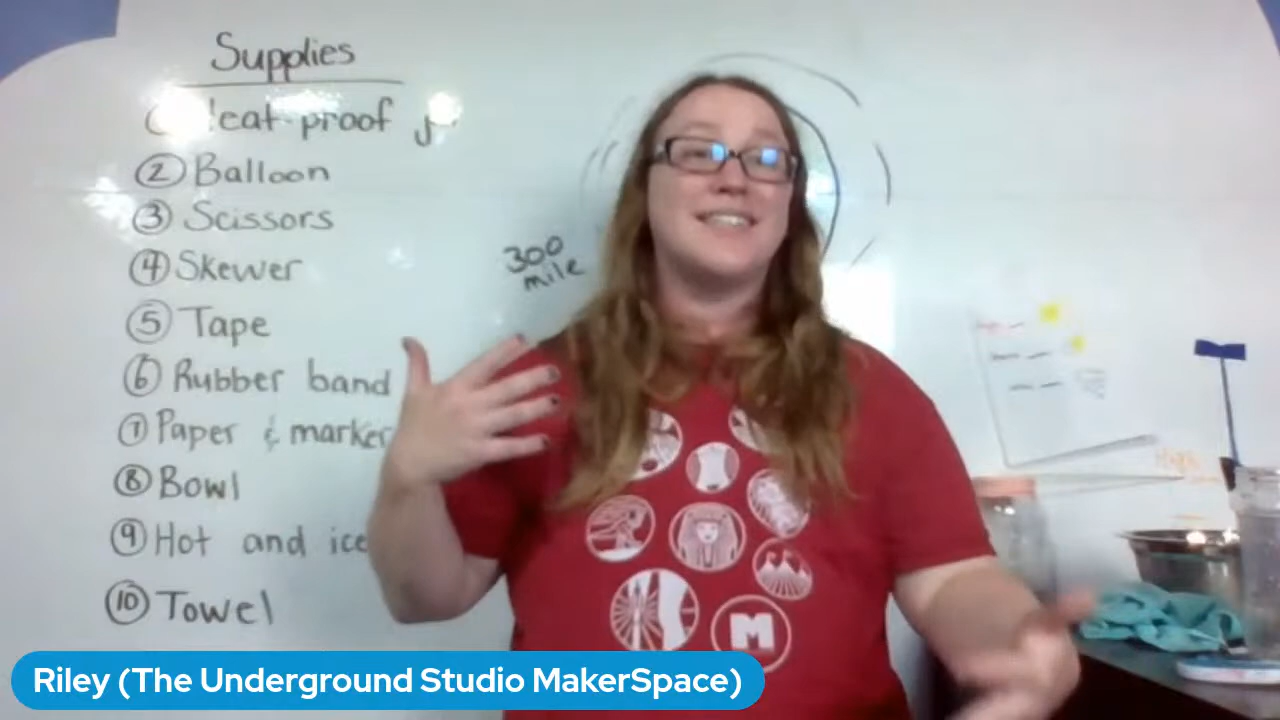 Supplies
eat proof
② Balloon
③ Scissors
④ Skewer
⑤ Tape
⑥ Rubber band
⑦ Paper & marker
⑧ Bowl
⑨ Hot and ice
⑩ Towel
300
mile
M
High
Riley (The Underground Studio MakerSpace)